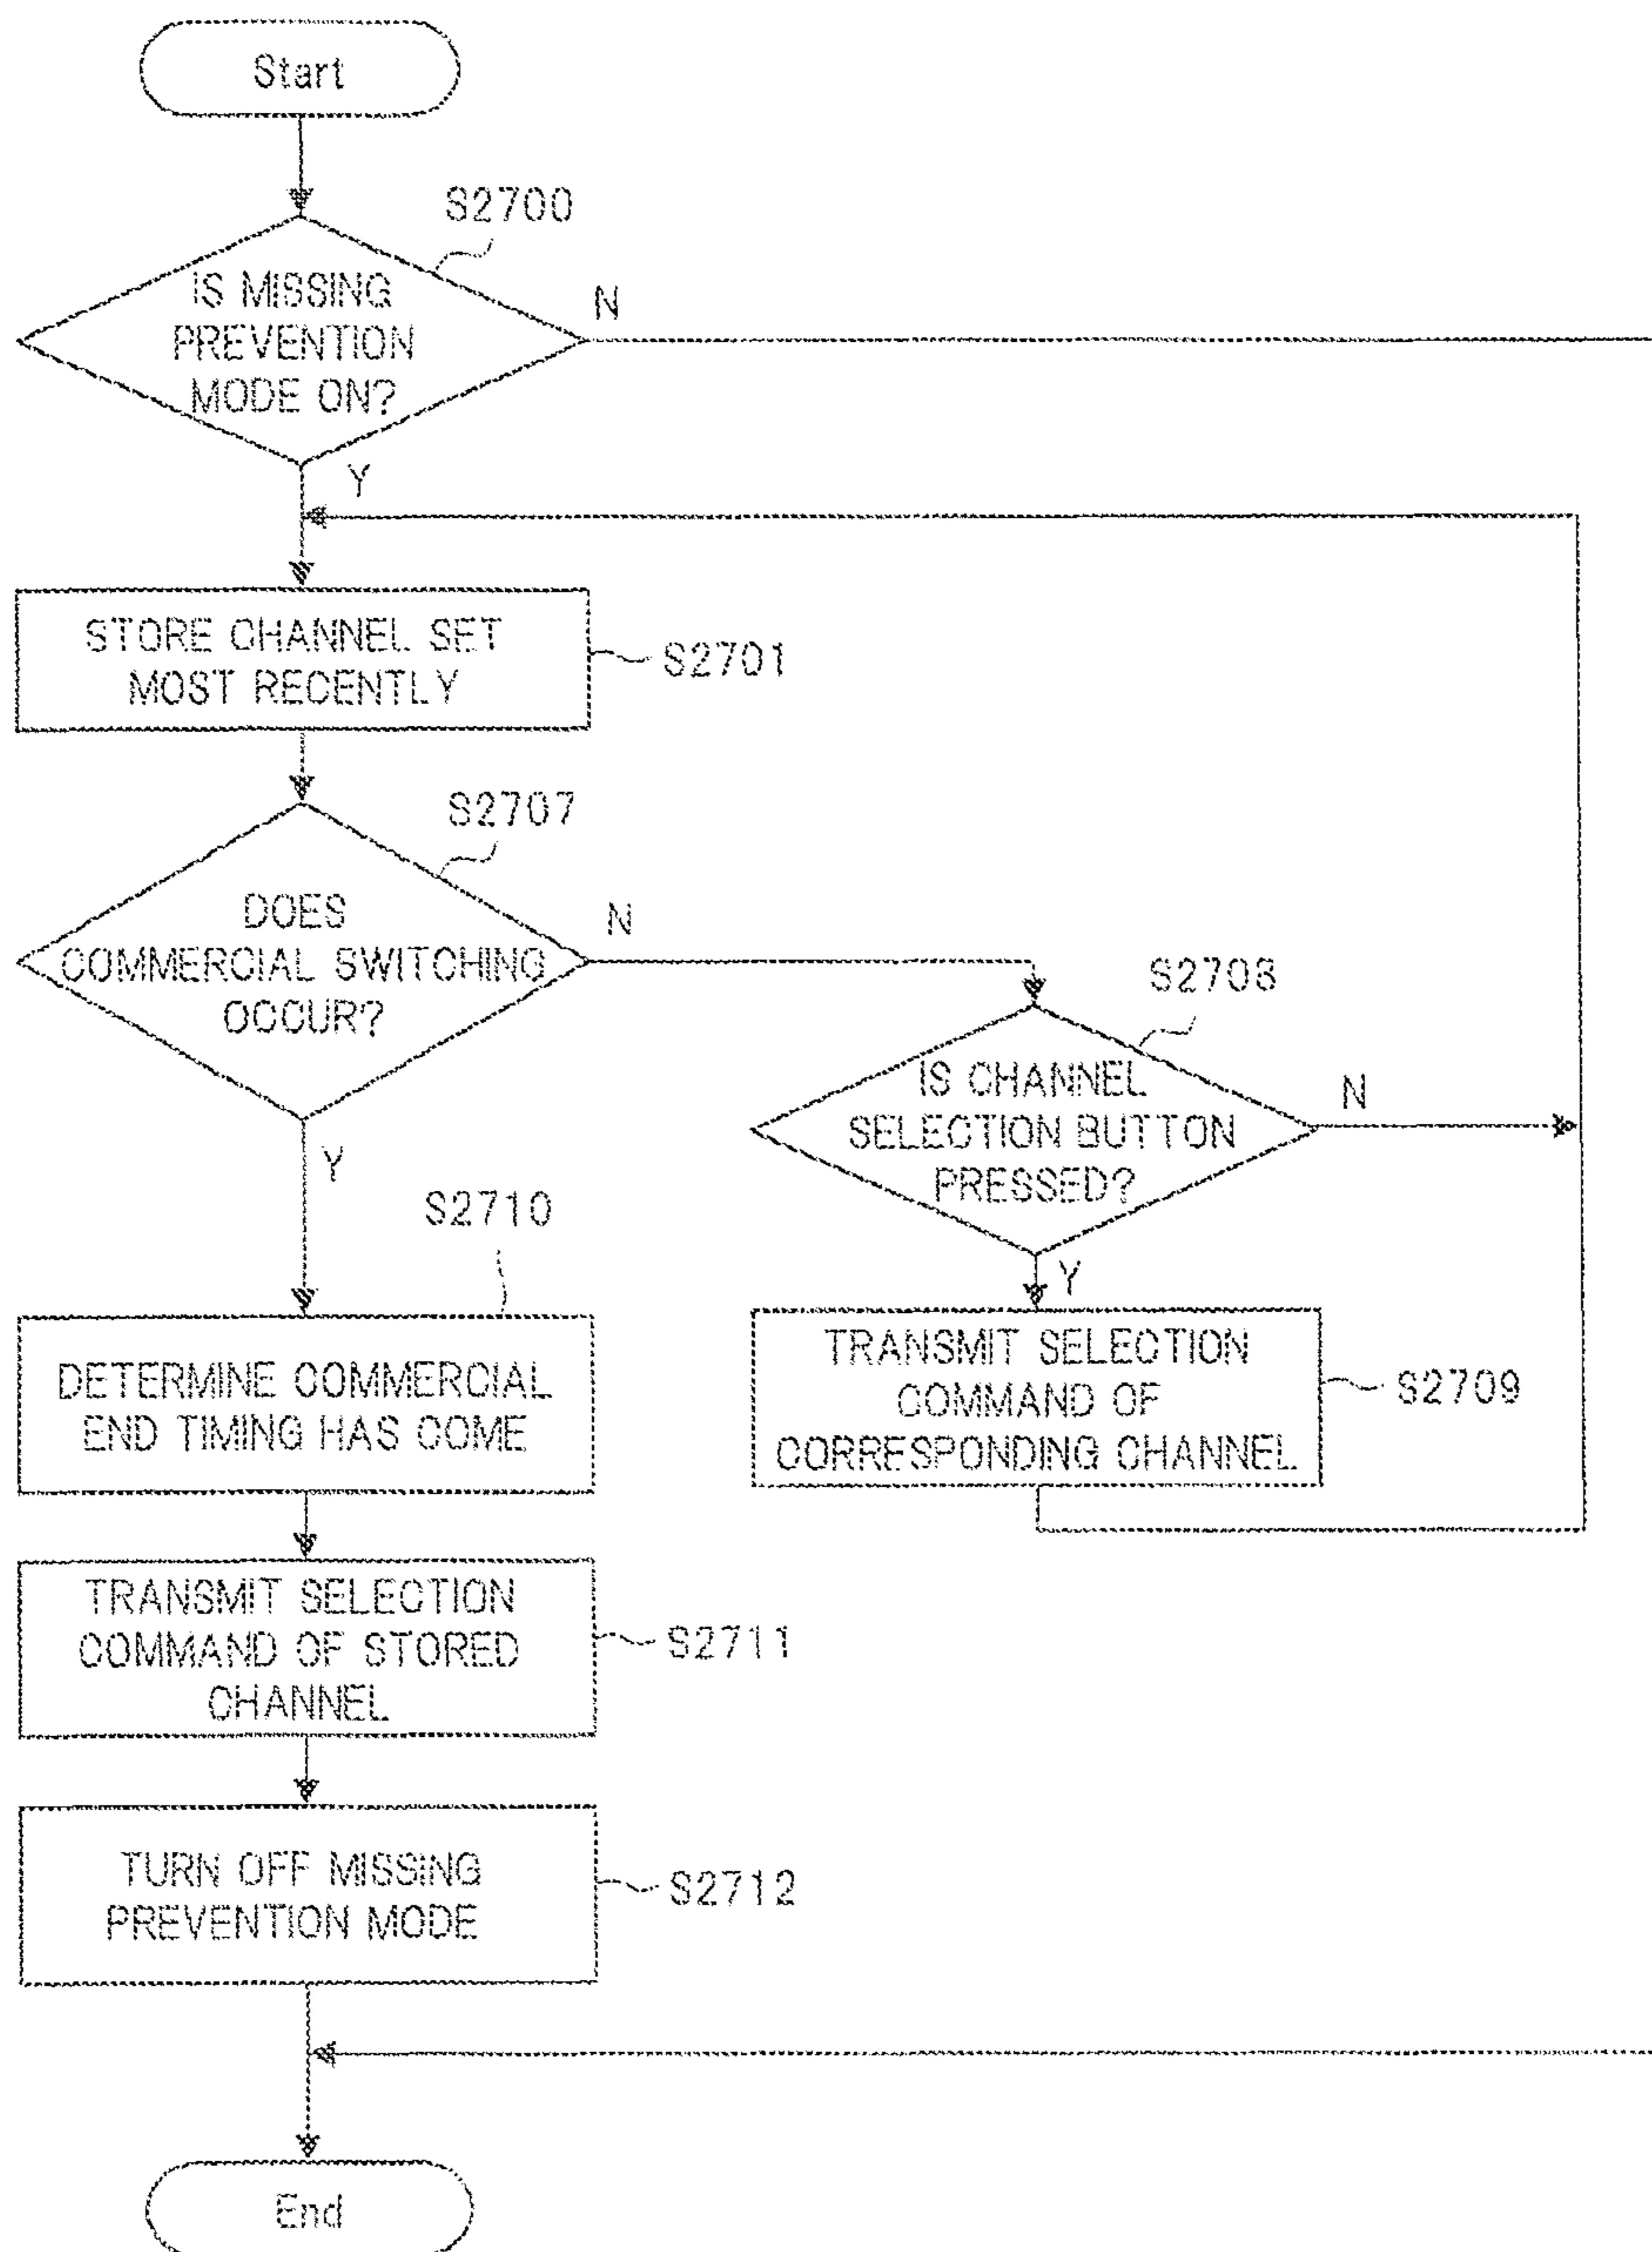 Start
S2700
IS MISSING
PREVENTION
MODE ON?
N
Y
STORE CHANNEL SET
MOST RECENTLY
S2701
S2707
DOES
COMMERCIAL SWITCHING
OCCUR?
N
Y
S2708
IS CHANNEL
SELECTION BUTTON
PRESSED?
N
Y
S2710
DETERMINE COMMERCIAL
END TIMING HAS COME
TRANSMIT SELECTION
COMMAND OF
CORRESPONDING CHANNEL
S2709
TRANSMIT SELECTION
COMMAND OF STORED
CHANNEL
S2711
TURN OFF MISSING
PREVENTION MODE
S2712
End